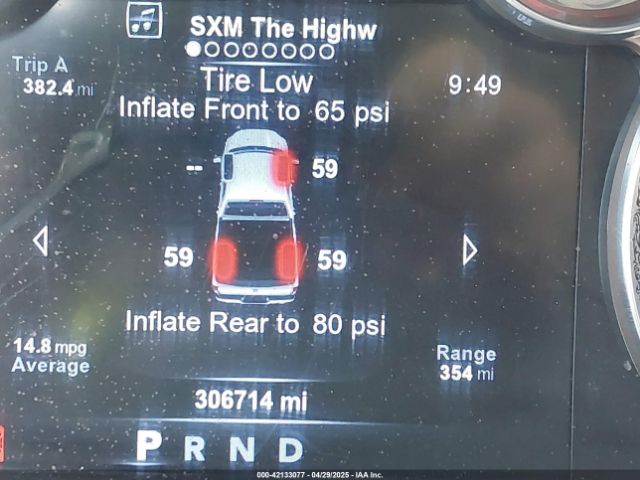 SXM The Highw
Trip A
382.4 mi
Tire Low
9:49
Inflate Front to 65 psi
-- 59
59 59
Inflate Rear to 80 psi
14.8 mpg
Average
Range
354 mi
306714 mi
P R N D
000-42133077 - 04/29/2025 - IAA Inc.